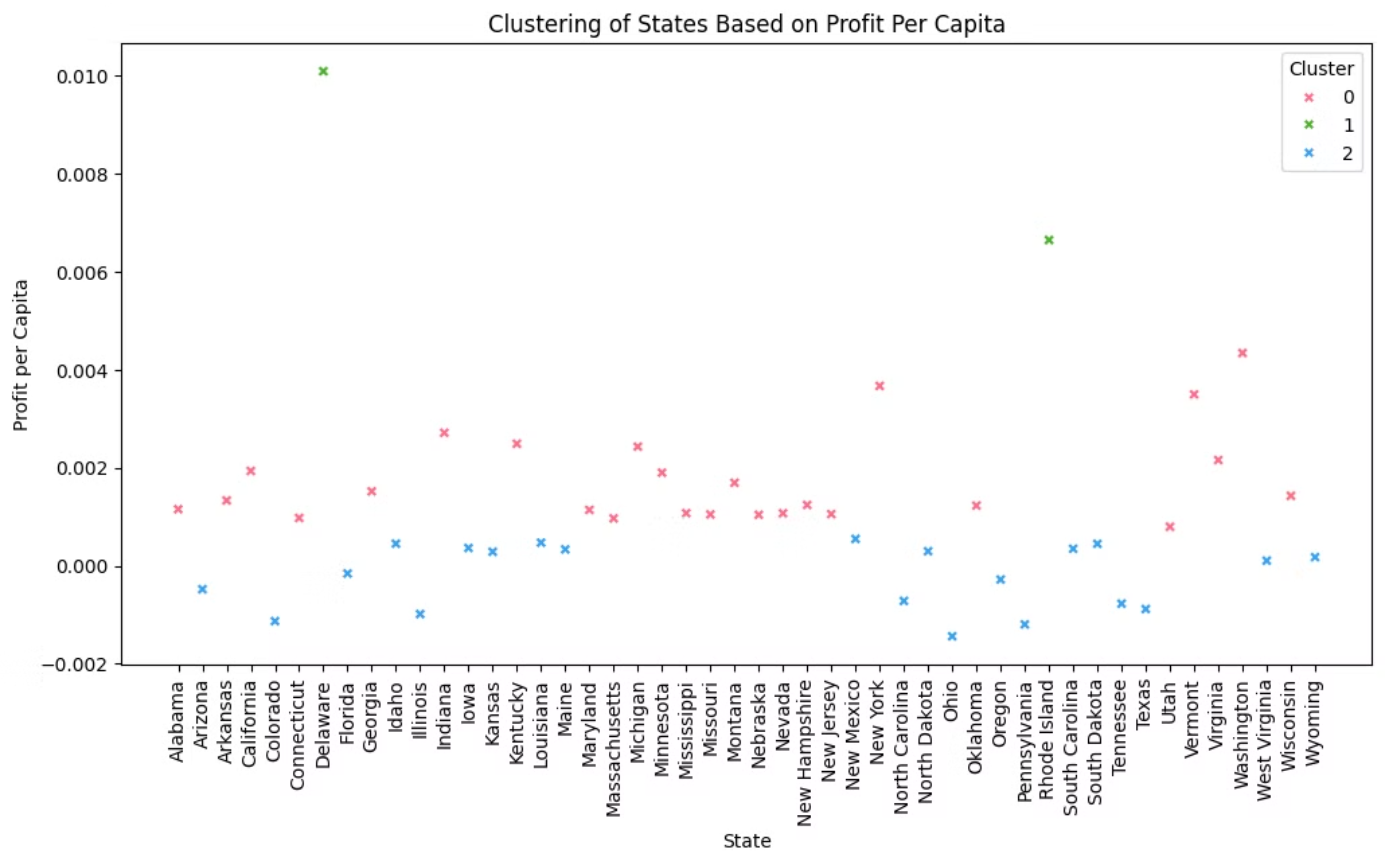 Clustering of States Based on Profit Per Capita
Cluster
0
1
2
Profit per Capita
0.010
0.008
0.006
0.004
0.002
0.000
−0.002
Alabama
Arizona
Arkansas
California
Colorado
Connecticut
Delaware
Florida
Georgia
Idaho
Illinois
Indiana
Iowa
Kansas
Kentucky
Louisiana
Maine
Maryland
Massachusetts
Michigan
Minnesota
Mississippi
Missouri
Montana
Nebraska
Nevada
New Hampshire
New Jersey
New Mexico
New York
North Carolina
North Dakota
Ohio
Oklahoma
Oregon
Pennsylvania
Rhode Island
South Carolina
South Dakota
Tennessee
Texas
Utah
Vermont
Virginia
Washington
West Virginia
Wisconsin
Wyoming
State